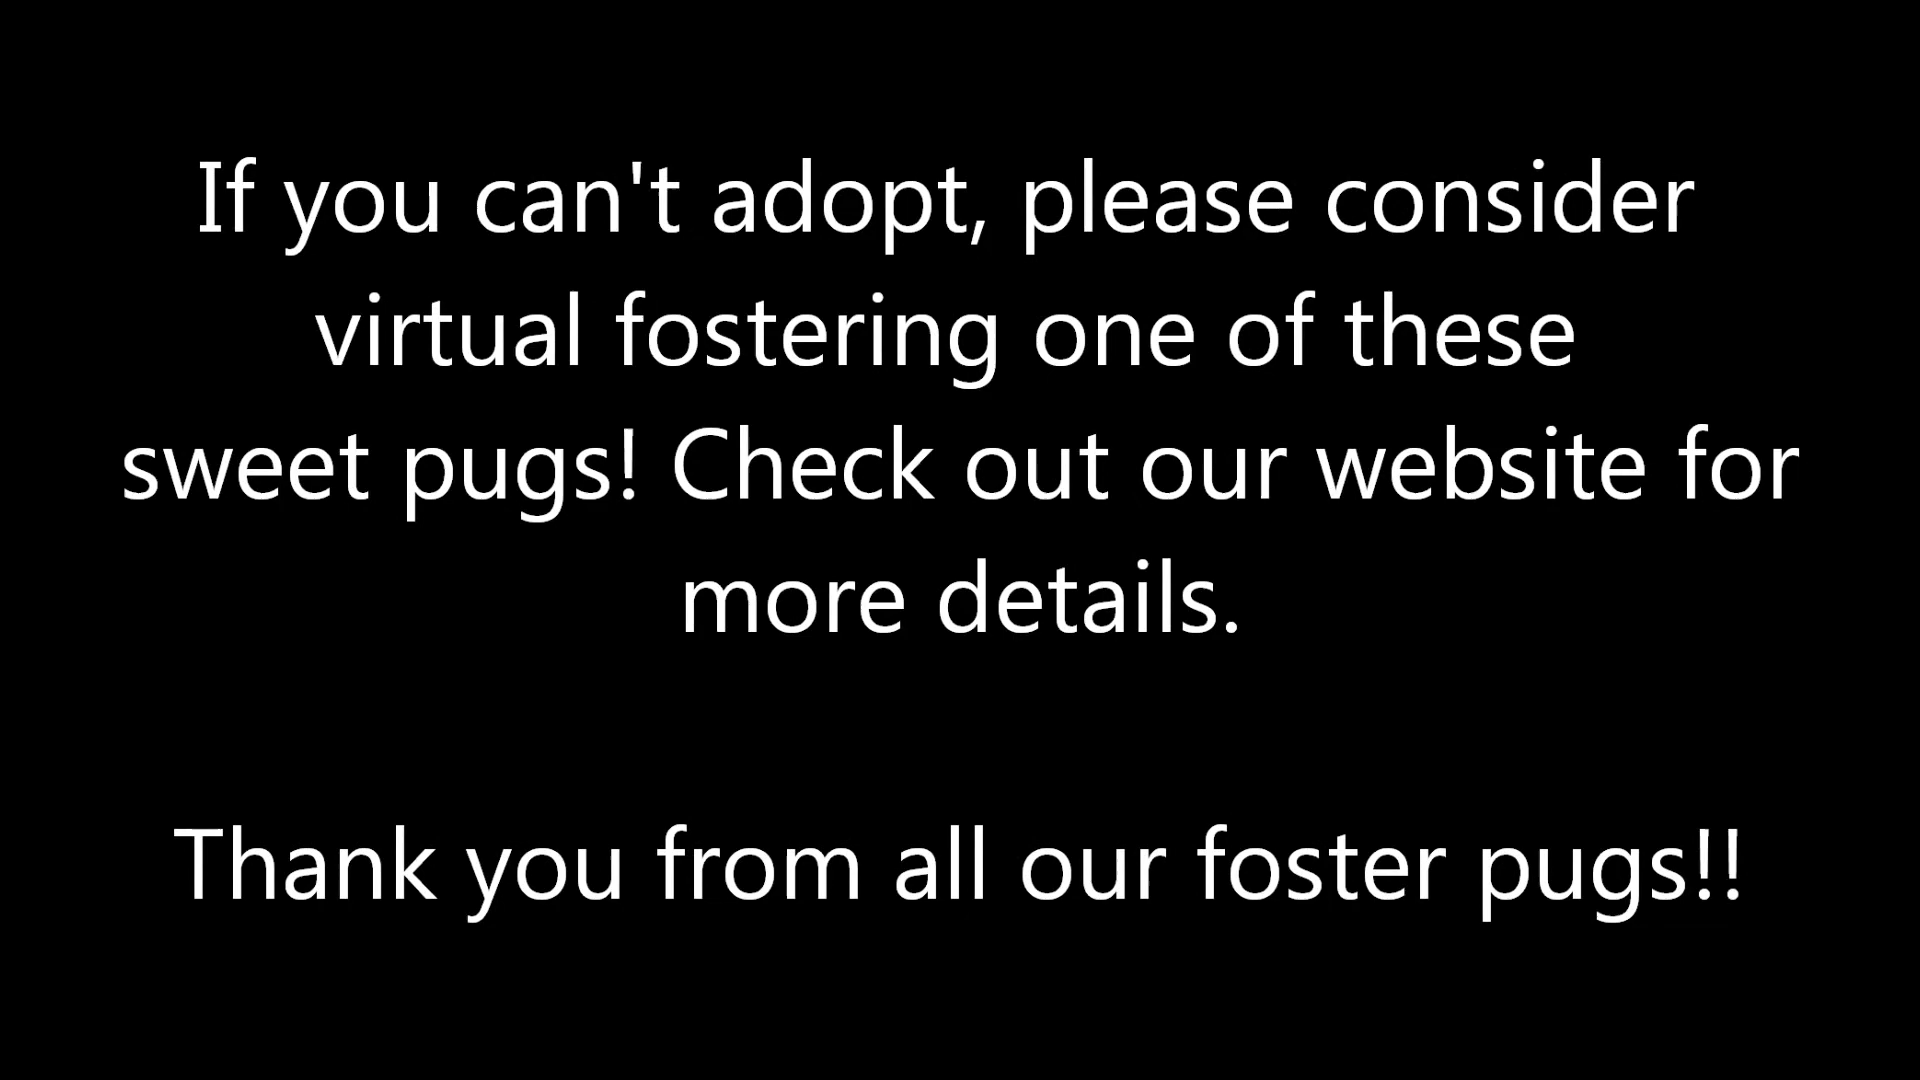 If you can't adopt, please consider
virtual fostering one of these
sweet pugs! Check out our website for
more details.
Thank you from all our foster pugs!!